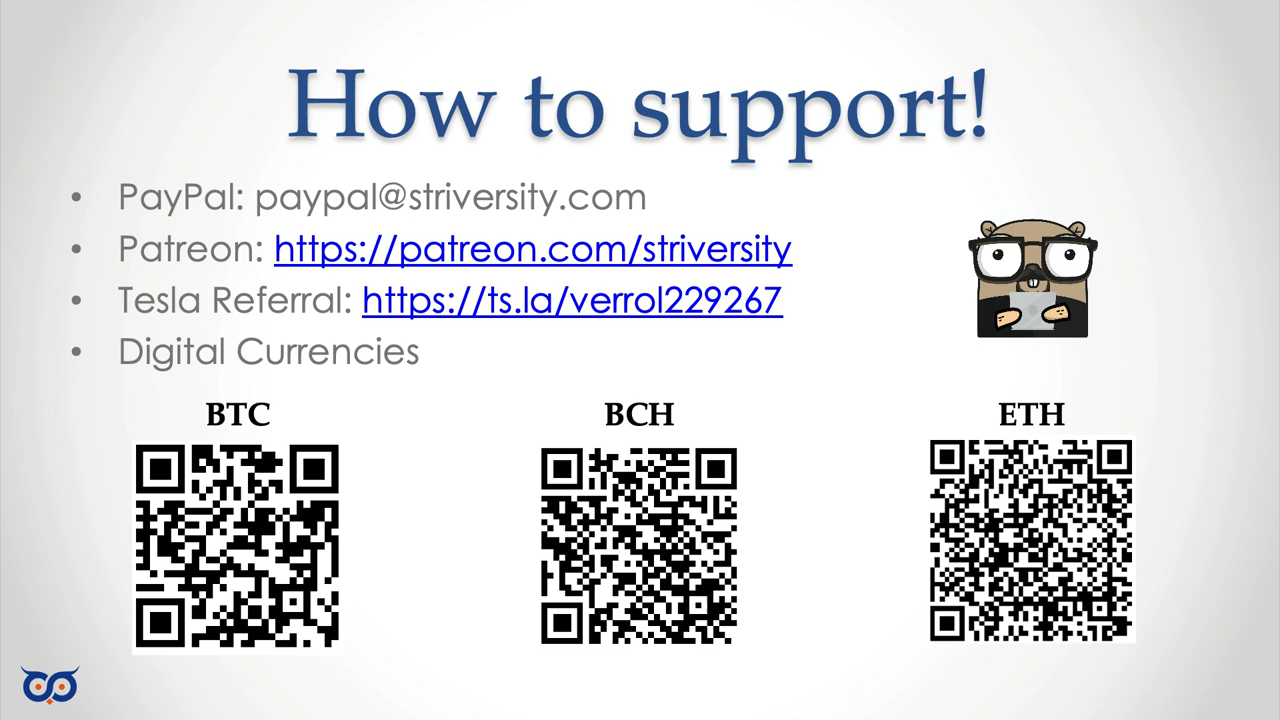 How to support!
• PayPal: paypal@striversity.com
• Patreon: https://patreon.com/striversity
• Tesla Referral: https://ts.la/verrol229267
• Digital Currencies
BTC BCH ETH